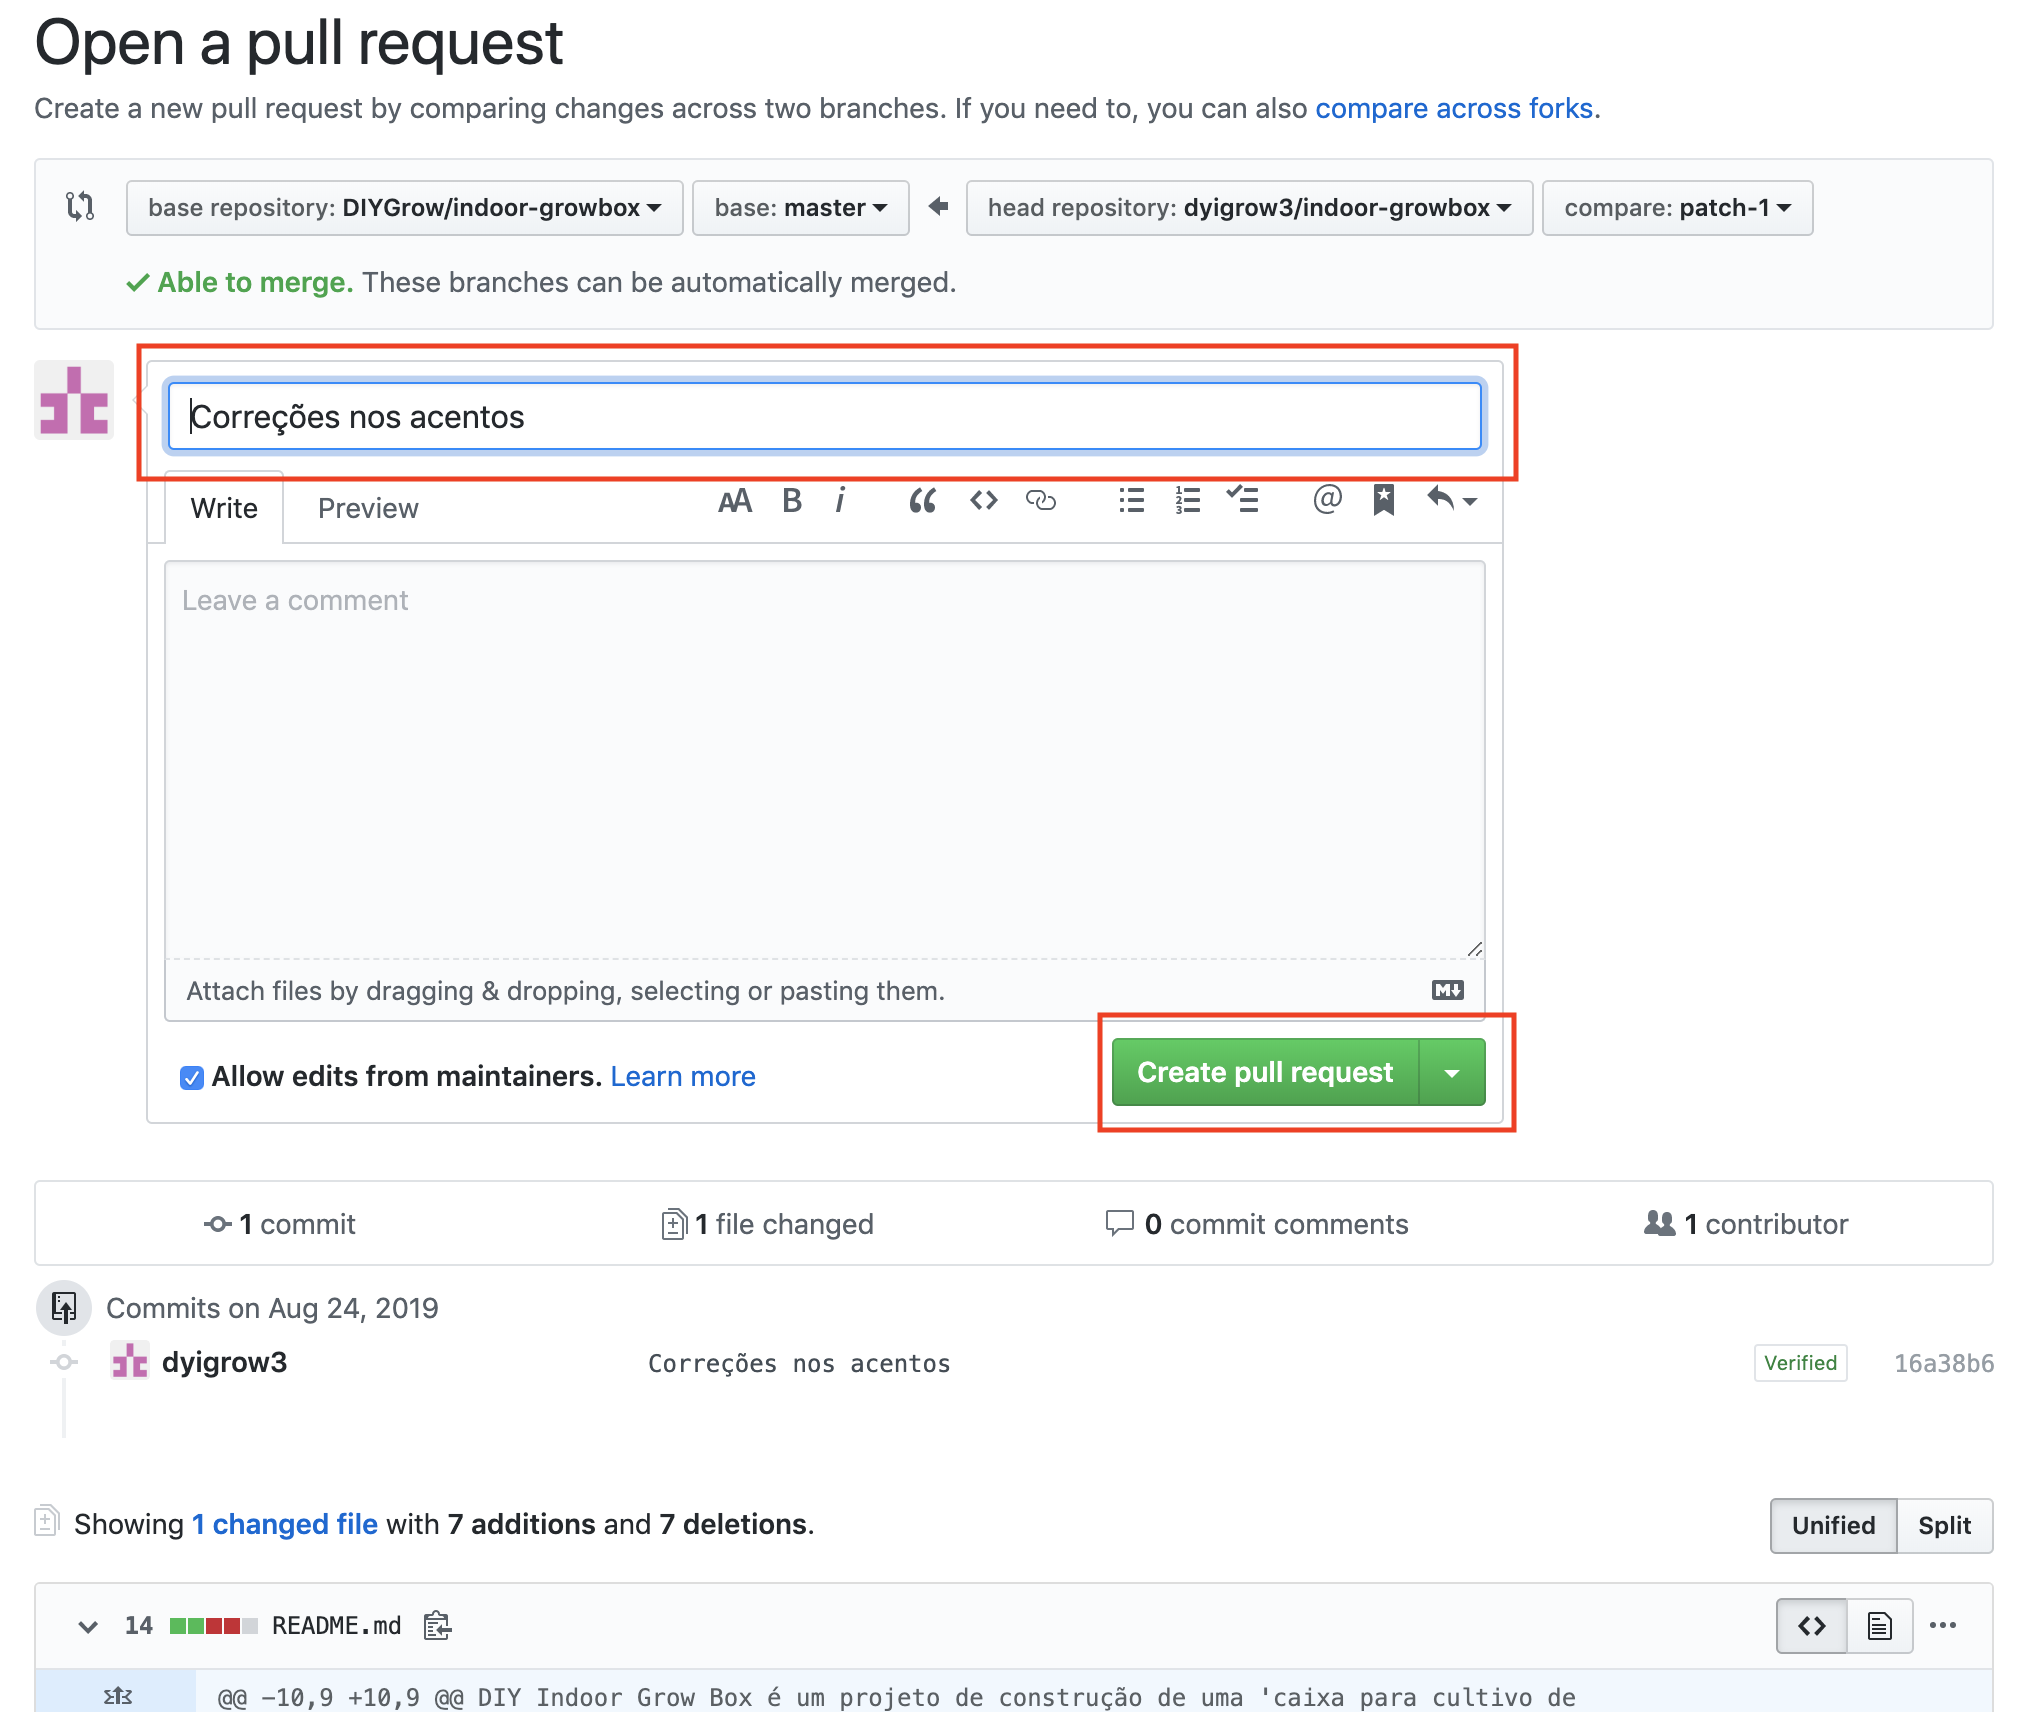 Open a pull request
Create a new pull request by comparing changes across two branches. If you need to, you can also compare across forks.
base repository: DIYGrow/indoor-growbox base: master head repository: dyigrow3/indoor-growbox compare: patch-1
Able to merge. These branches can be automatically merged.
Correções nos acentos
Write Preview
Leave a comment
Attach files by dragging & dropping, selecting or pasting them.
Allow edits from maintainers. Learn more
Create pull request
1 commit 1 file changed 0 commit comments 1 contributor
Commits on Aug 24, 2019
dyigrow3 Correções nos acentos Verified 16a38b6
Showing 1 changed file with 7 additions and 7 deletions.
Unified Split
14 README.md
@@ -10,9 +10,9 @@ DIY Indoor Grow Box é um projeto de construção de uma 'caixa para cultivo de